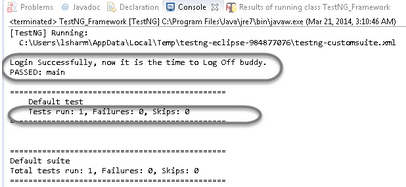 Problems @ Javadoc Declaration Console Results of running class TestNG_Framework
<terminated> TestNG_Framework [TestNG] C:\Program Files\Java\jre7\bin\javaw.exe (Mar 21, 2014, 3:10:46 AM)
[TestNG] Running:
C:\Users\lsharm\AppData\Local\Temp\testng-eclipse-984877076\testng-customsuite.xml
Login Successfully, now it is the time to Log Off buddy.
PASSED: main
===============================================
Default test
Tests run: 1, Failures: 0, Skips: 0
===============================================
===============================================
Default suite
Total tests run: 1, Failures: 0, Skips: 0
===============================================